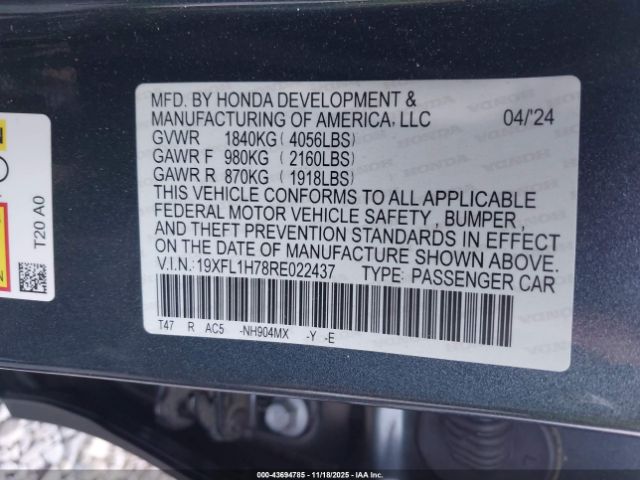 MFD. BY HONDA DEVELOPMENT &
MANUFACTURING OF AMERICA, LLC 04/'24
GVWR 1840KG ( 4056LBS)
GAWR F 980KG ( 2160LBS)
GAWR R 870KG ( 1918LBS)
THIS VEHICLE CONFORMS TO ALL APPLICABLE
FEDERAL MOTOR VEHICLE SAFETY , BUMPER ,
AND THEFT PREVENTION STANDARDS IN EFFECT
ON THE DATE OF MANUFACTURE SHOWN ABOVE.
V.I.N.: 19XFL1H78RE022437 TYPE: PASSENGER CAR
T47 R AC5 -NH904MX -Y -E
T20 A0
000-43694785 - 11/18/2025 - IAA Inc.